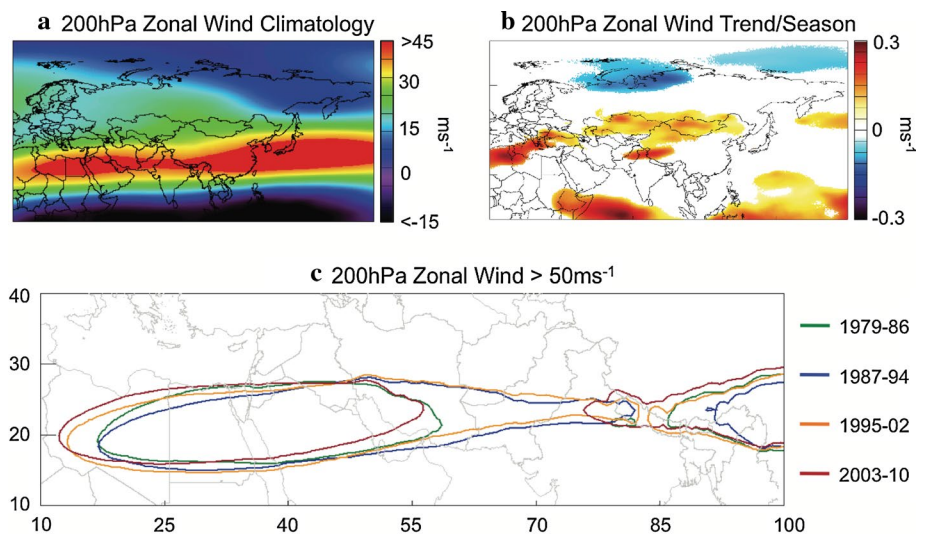 a 200hPa Zonal Wind Climatology
>45
30
15
0
<-15
ms-1
b 200hPa Zonal Wind Trend/Season
0.3
0
-0.3
ms-1
c 200hPa Zonal Wind > 50ms-1
40
30
20
10
10 25 40 55 70 85 100
1979-86
1987-94
1995-02
2003-10